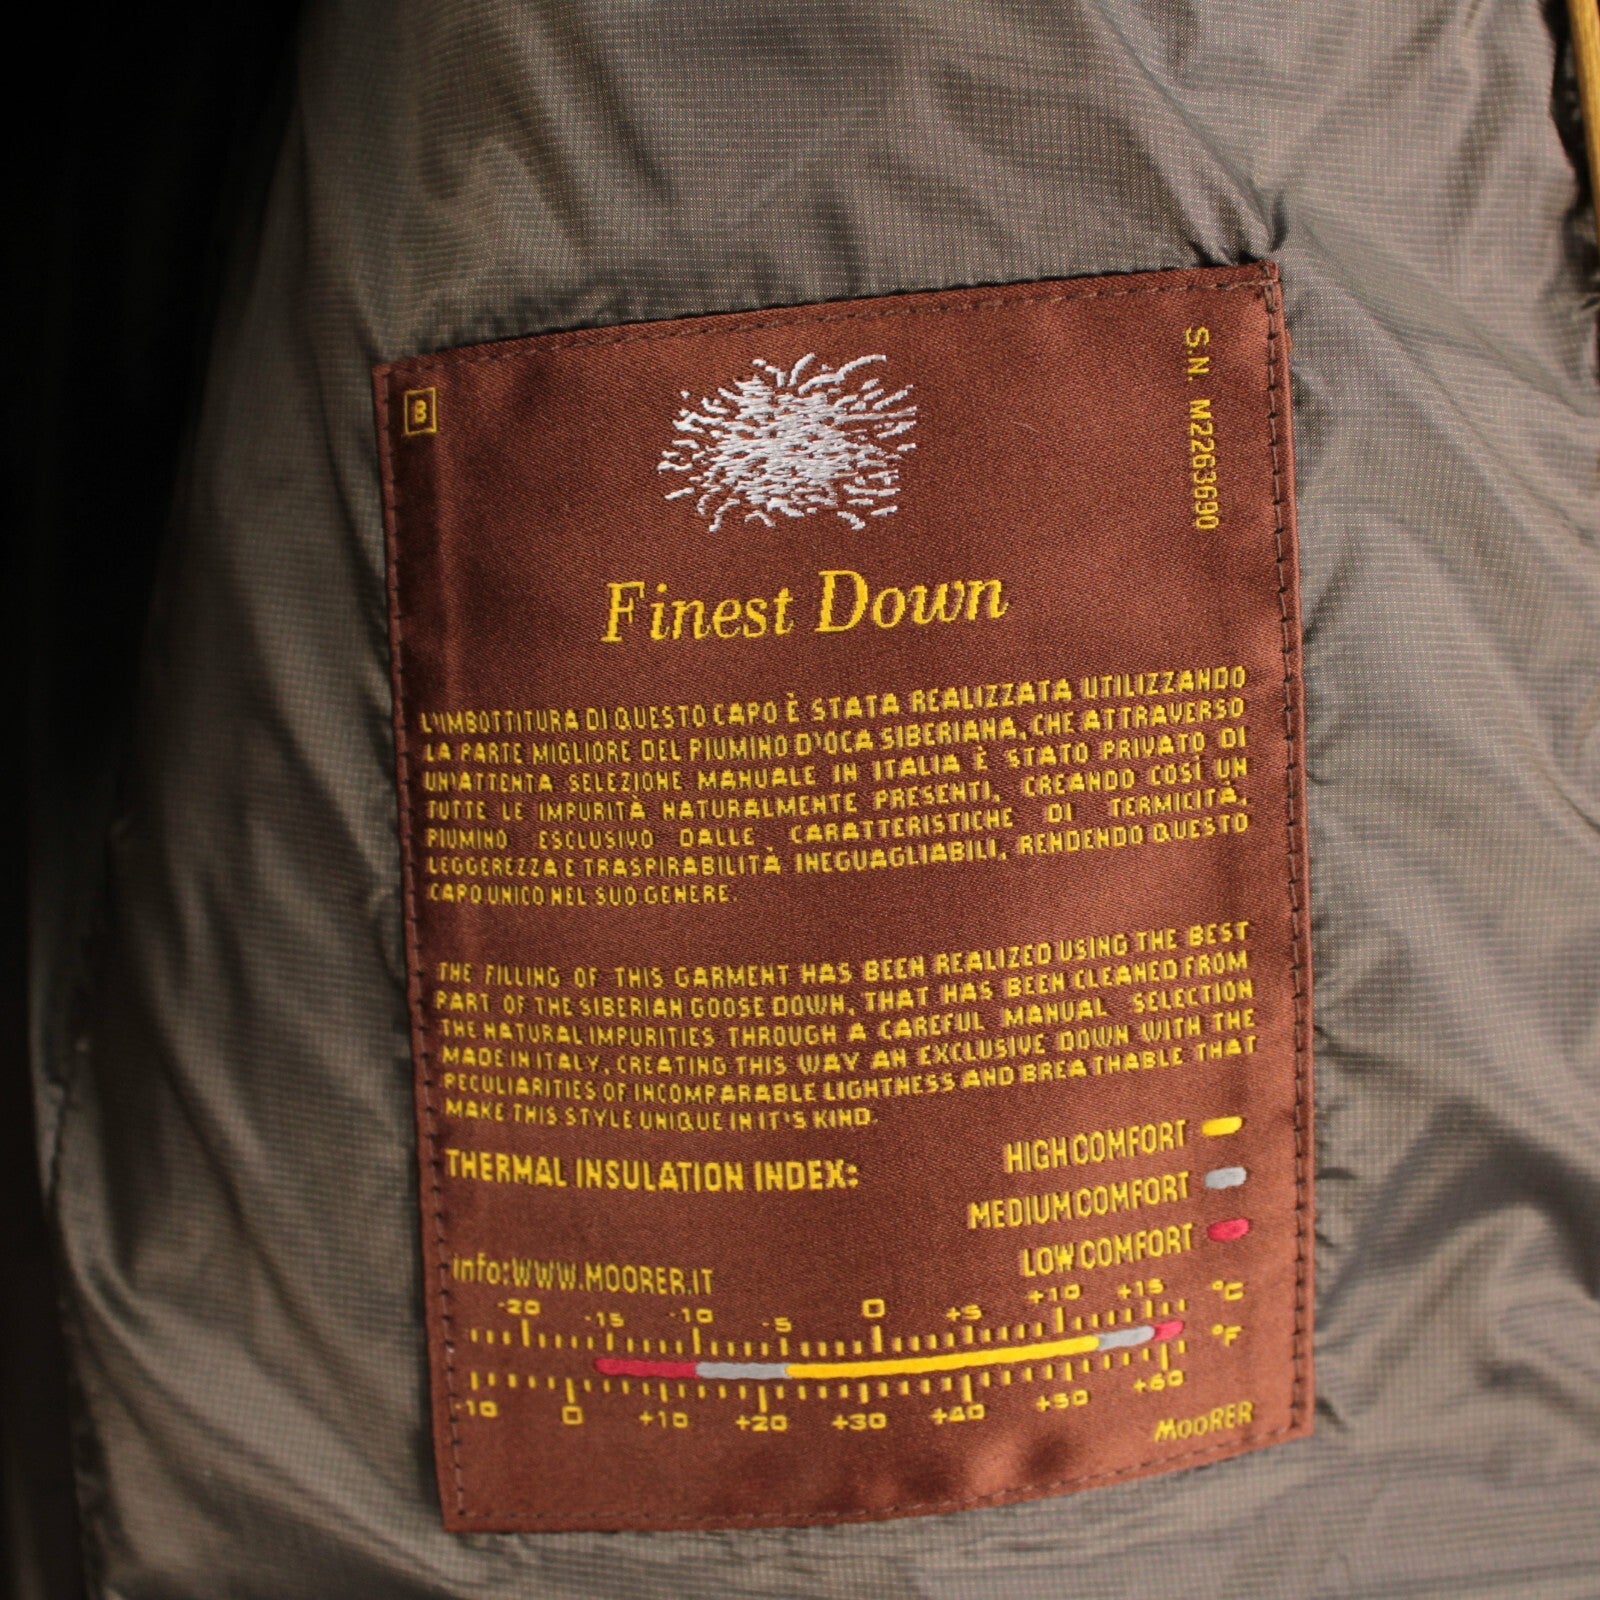 B
S.N. M2263690
Finest Down
L'IMBOTTITURA DI QUESTO CAPO È STATA REALIZZATA UTILIZZANDO
LA PARTE MIGLIORE DEL PIUMINO D'OCA SIBERIANA, CHE ATTRAVERSO
UN'ATTENTA SELEZIONE MANUALE IN ITALIA È STATO PRIVATO DI
TUTTE LE IMPURITÀ NATURALMENTE PRESENTI, CREANDO COSÌ UN
PIUMINO ESCLUSIVO DALLE CARATTERISTICHE DI TERMICITÀ,
LEGGEREZZA E TRASPIRABILITÀ INEGUAGLIABILI, RENDENDO QUESTO
CAPO UNICO NEL SUO GENERE.
THE FILLING OF THIS GARMENT HAS BEEN REALIZED USING THE BEST
PART OF THE SIBERIAN GOOSE DOWN, THAT HAS BEEN CLEANED FROM
THE NATURAL IMPURITIES THROUGH A CAREFUL MANUAL SELECTION
MADE IN ITALY, CREATING THIS WAY AN EXCLUSIVE DOWN WITH THE
PECULIARITIES OF INCOMPARABLE LIGHTNESS AND BREATHABLE THAT
MAKE THIS STYLE UNIQUE IN IT'S KIND.
THERMAL INSULATION INDEX:
HIGH COMFORT
MEDIUM COMFORT
LOW COMFORT
info:WWW.MOORER.IT
-20 -15 -10 -5 0 +5 +10 +15 °C
°F
-10 0 +10 +20 +30 +40 +50 +60
MOORER